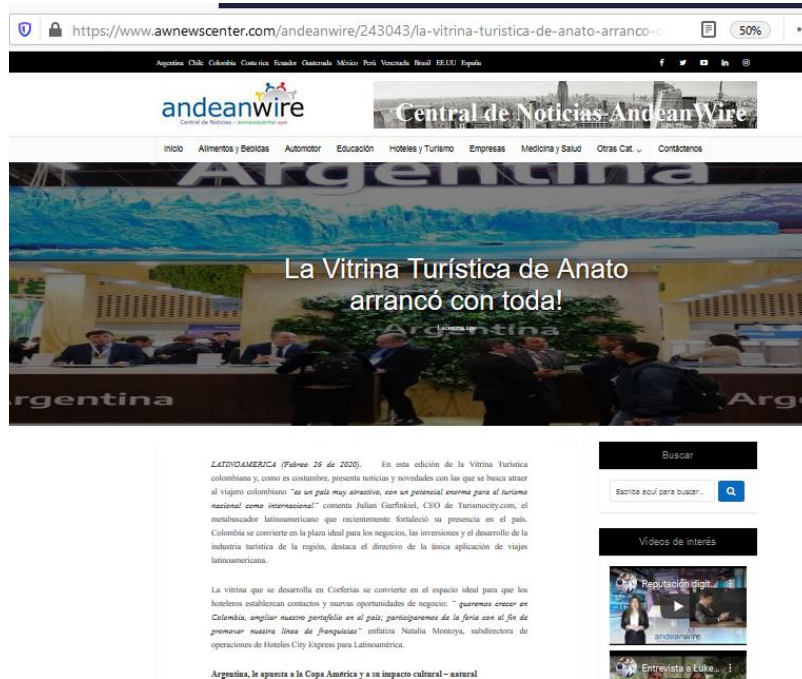 https://www.awnewscenter.com/andeanwire/243043/la-vitrina-turistica-de-anato-arranco-c
50%
Argentina Chile Colombia Costa rica Ecuador Guatemala México Perú Venezuela Brasil EE.UU España
andeanwire
Central de Noticias.- awnewscenter.com
Central de Noticias AndeanWire
Inicio Alimentos y Bebidas Automotor Educación Hoteles y Turismo Empresas Medicina y Salud Otras Cat. Contáctenos
Argentina
La Vitrina Turística de Anato
arrancó con toda!
Argentina
rgentina
Arg
LATINOAMERICA (Febreo 26 de 2020). En esta edición de la Vitrina Turística
colombiana y, como es costumbre, presenta noticias y novedades con las que se busca atraer
al viajero colombiano "es un país muy atractivo, con un potencial enorme para el turismo
nacional como internacional" comenta Julian Gurfinkiel, CEO de Turismocity.com, el
metabuscador latinoamericano que recientemente fortaleció su presencia en el país.
Colombia se convierte en la plaza ideal para los negocios, las inversiones y el desarrollo de la
industria turística de la región, destaca el directivo de la única aplicación de viajes
latinoamericana.
La vitrina que se desarrolla en Corferias se convierte en el espacio ideal para que los
hoteleros establezcan contactos y nuevas oportunidades de negocio: " queremos crecer en
Colombia, ampliar nuestro portafolio en el país; participaremos de la feria con el fin de
promover nuestra línea de franquicias" enfatiza Natalia Montoya, subdirectora de
operaciones de Hoteles City Express para Latinoamérica.
Argentina, le apuesta a la Copa América y a su impacto cultural – natural
Buscar
Escriba aquí para buscar...
Vídeos de interés
Reputación digit...
andeanwire
Entrevista a Luke...